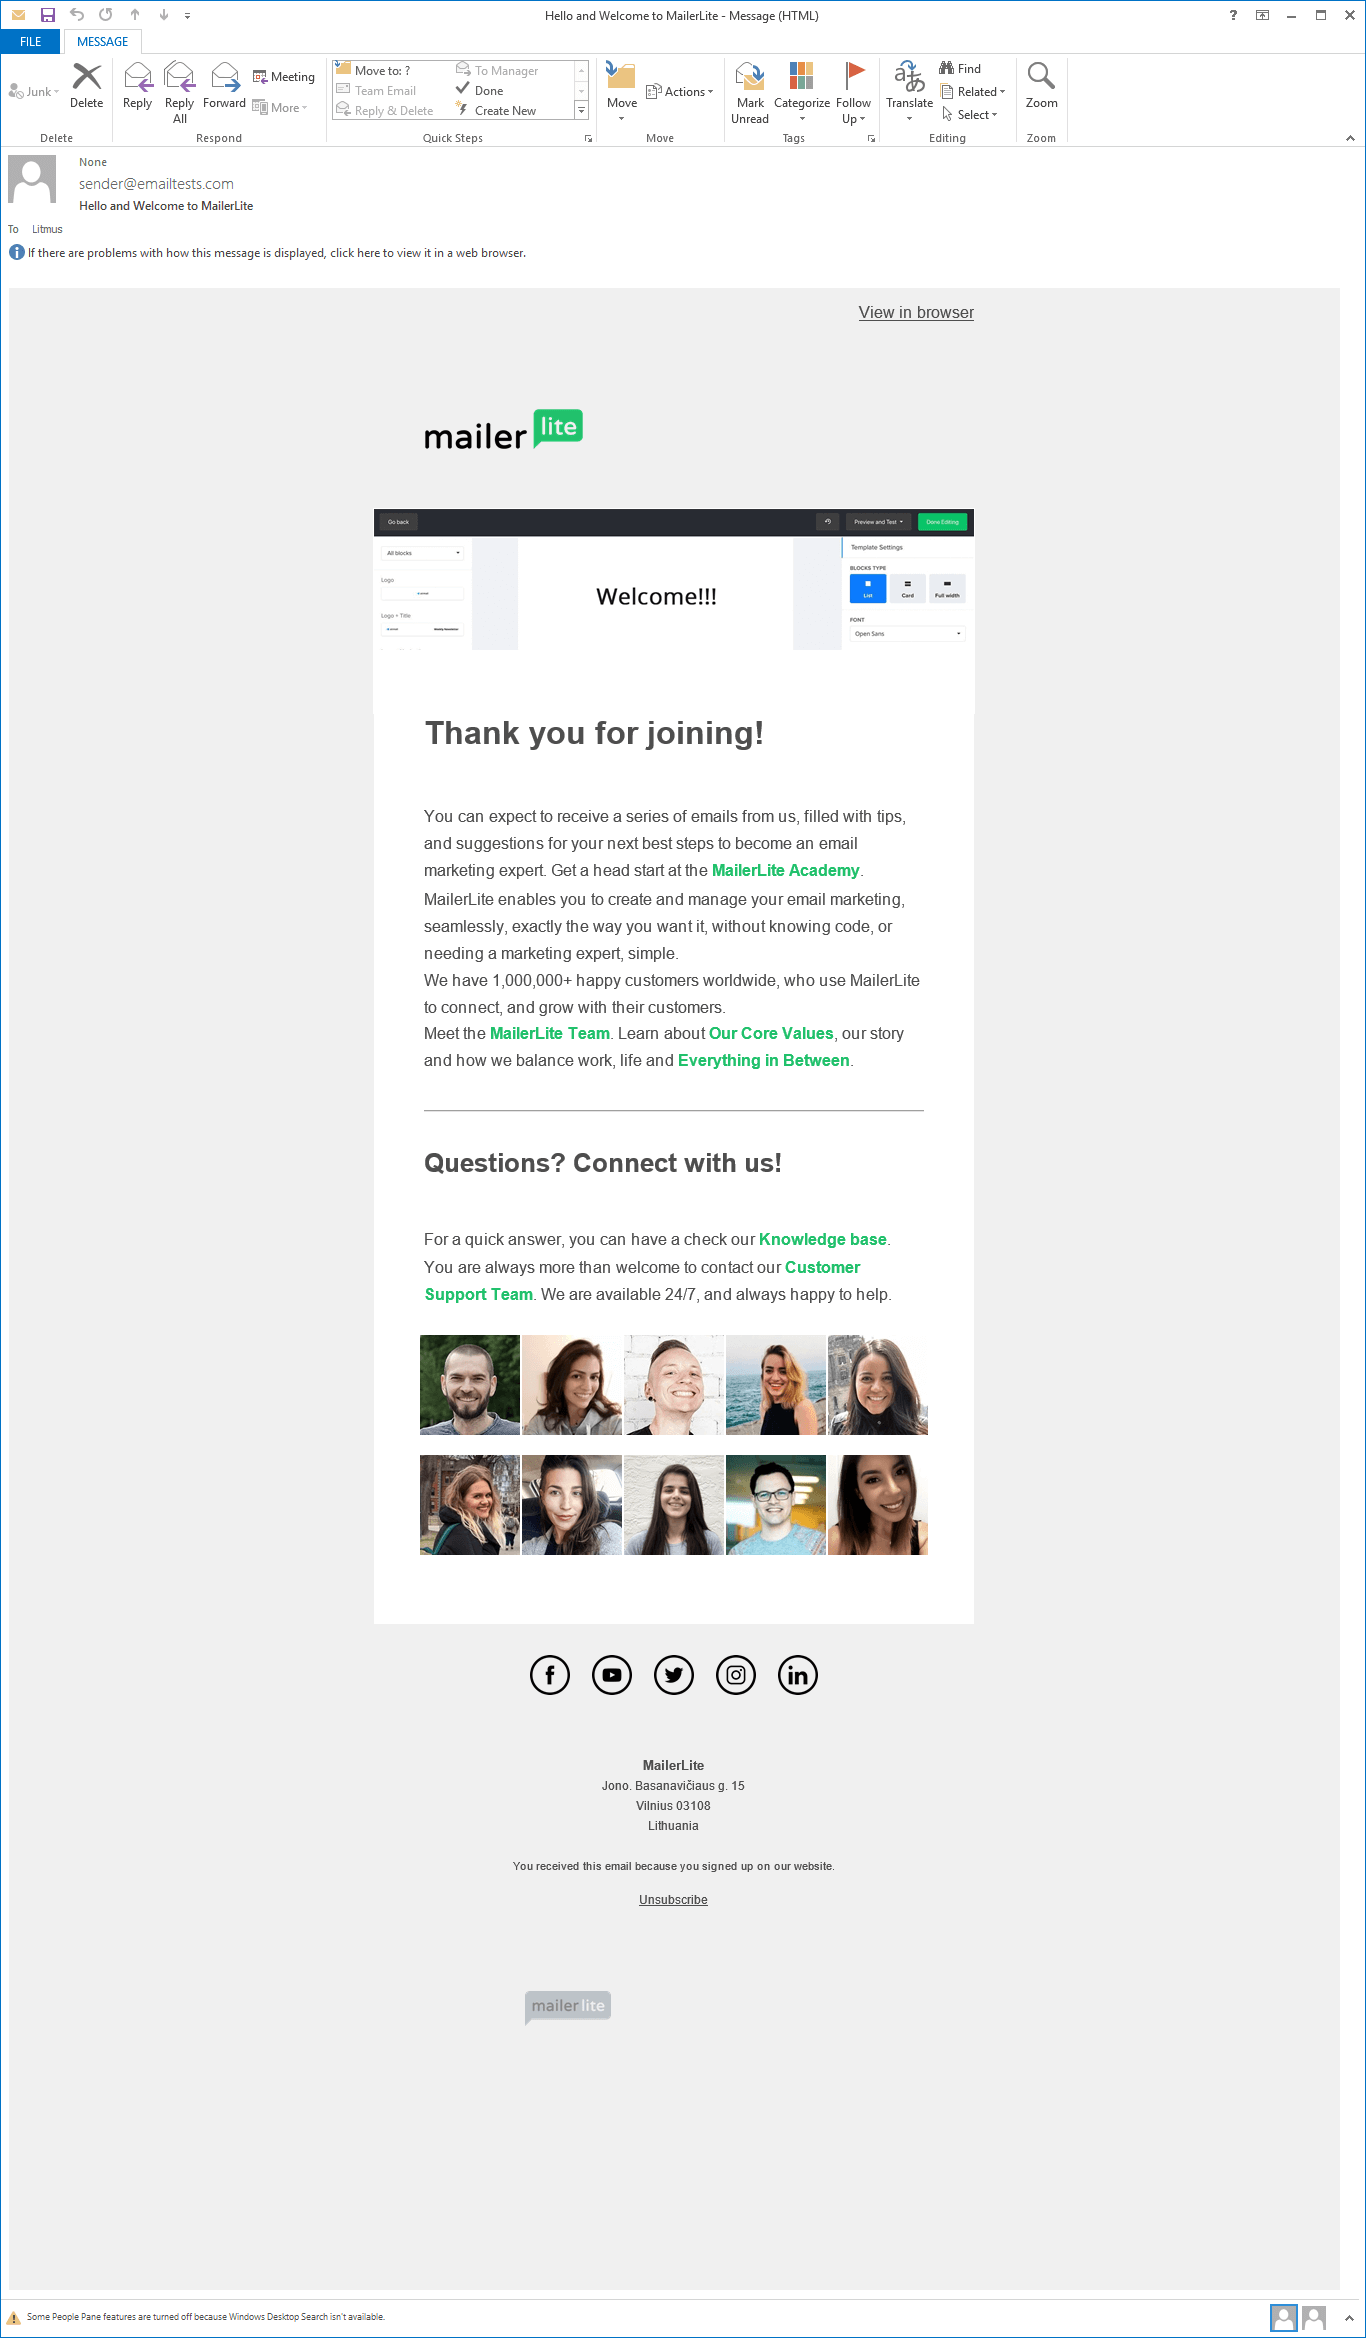 Hello and Welcome to MailerLite - Message (HTML)
?
FILE
MESSAGE
Junk
Delete
Reply
Reply All
Forward
Meeting
More
Move to: ?
Team Email
Reply & Delete
To Manager
Done
Create New
Move
Actions
Mark Unread
Categorize
Follow Up
Translate
Find
Related
Select
Zoom
Delete
Respond
Quick Steps
Move
Tags
Editing
Zoom
None
sender@emailtests.com
Hello and Welcome to MailerLite
To Litmus
If there are problems with how this message is displayed, click here to view it in a web browser.
View in browser
mailer lite
Go back
Preview and Test
Done Editing
All blocks
Logo
Logo + Title
Welcome!!!
Template Settings
BLOCKS TYPE
List
Card
Full width
FONT
Open Sans
Thank you for joining!
You can expect to receive a series of emails from us, filled with tips,
and suggestions for your next best steps to become an email
marketing expert. Get a head start at the MailerLite Academy.
MailerLite enables you to create and manage your email marketing,
seamlessly, exactly the way you want it, without knowing code, or
needing a marketing expert, simple.
We have 1,000,000+ happy customers worldwide, who use MailerLite
to connect, and grow with their customers.
Meet the MailerLite Team. Learn about Our Core Values, our story
and how we balance work, life and Everything in Between.
Questions? Connect with us!
For a quick answer, you can have a check our Knowledge base.
You are always more than welcome to contact our Customer
Support Team. We are available 24/7, and always happy to help.
MailerLite
Jono. Basanavičiaus g. 15
Vilnius 03108
Lithuania
You received this email because you signed up on our website.
Unsubscribe
mailer lite
Some People Pane features are turned off because Windows Desktop Search isn't available.